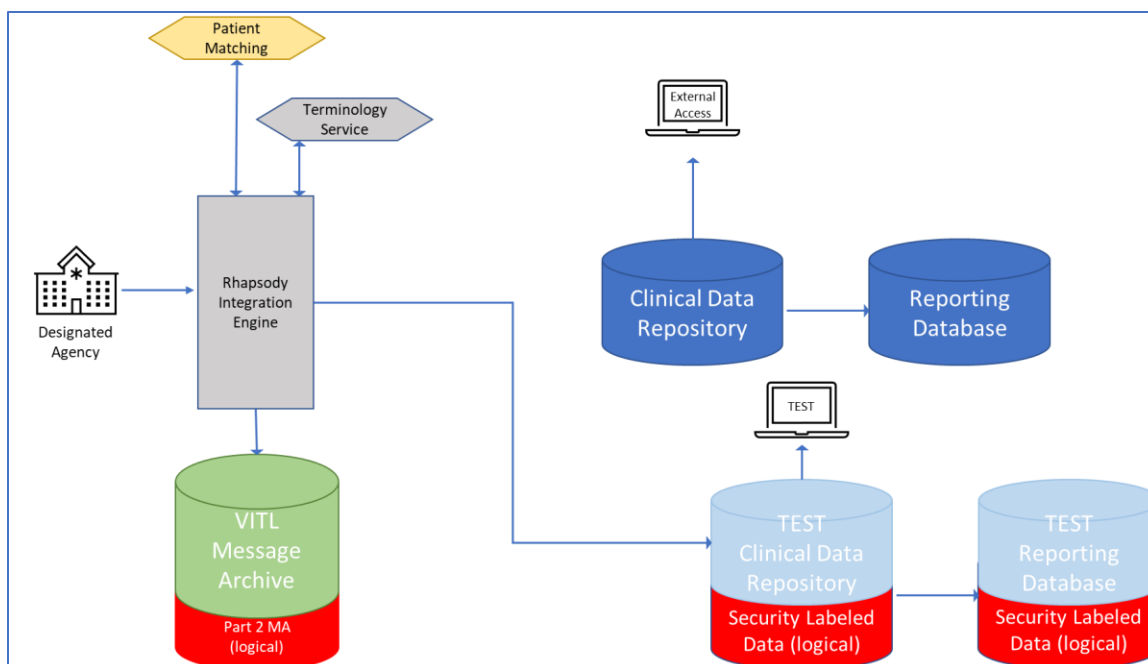 Patient
Matching
Terminology
Service
External
Access
Rhapsody
Integration
Engine
Designated
Agency
Clinical Data
Repository
Reporting
Database
TEST
VITL
Message
Archive
Part 2 MA
(logical)
TEST
Clinical Data
Repository
Security Labeled
Data (logical)
TEST
Reporting
Database
Security Labeled
Data (logical)